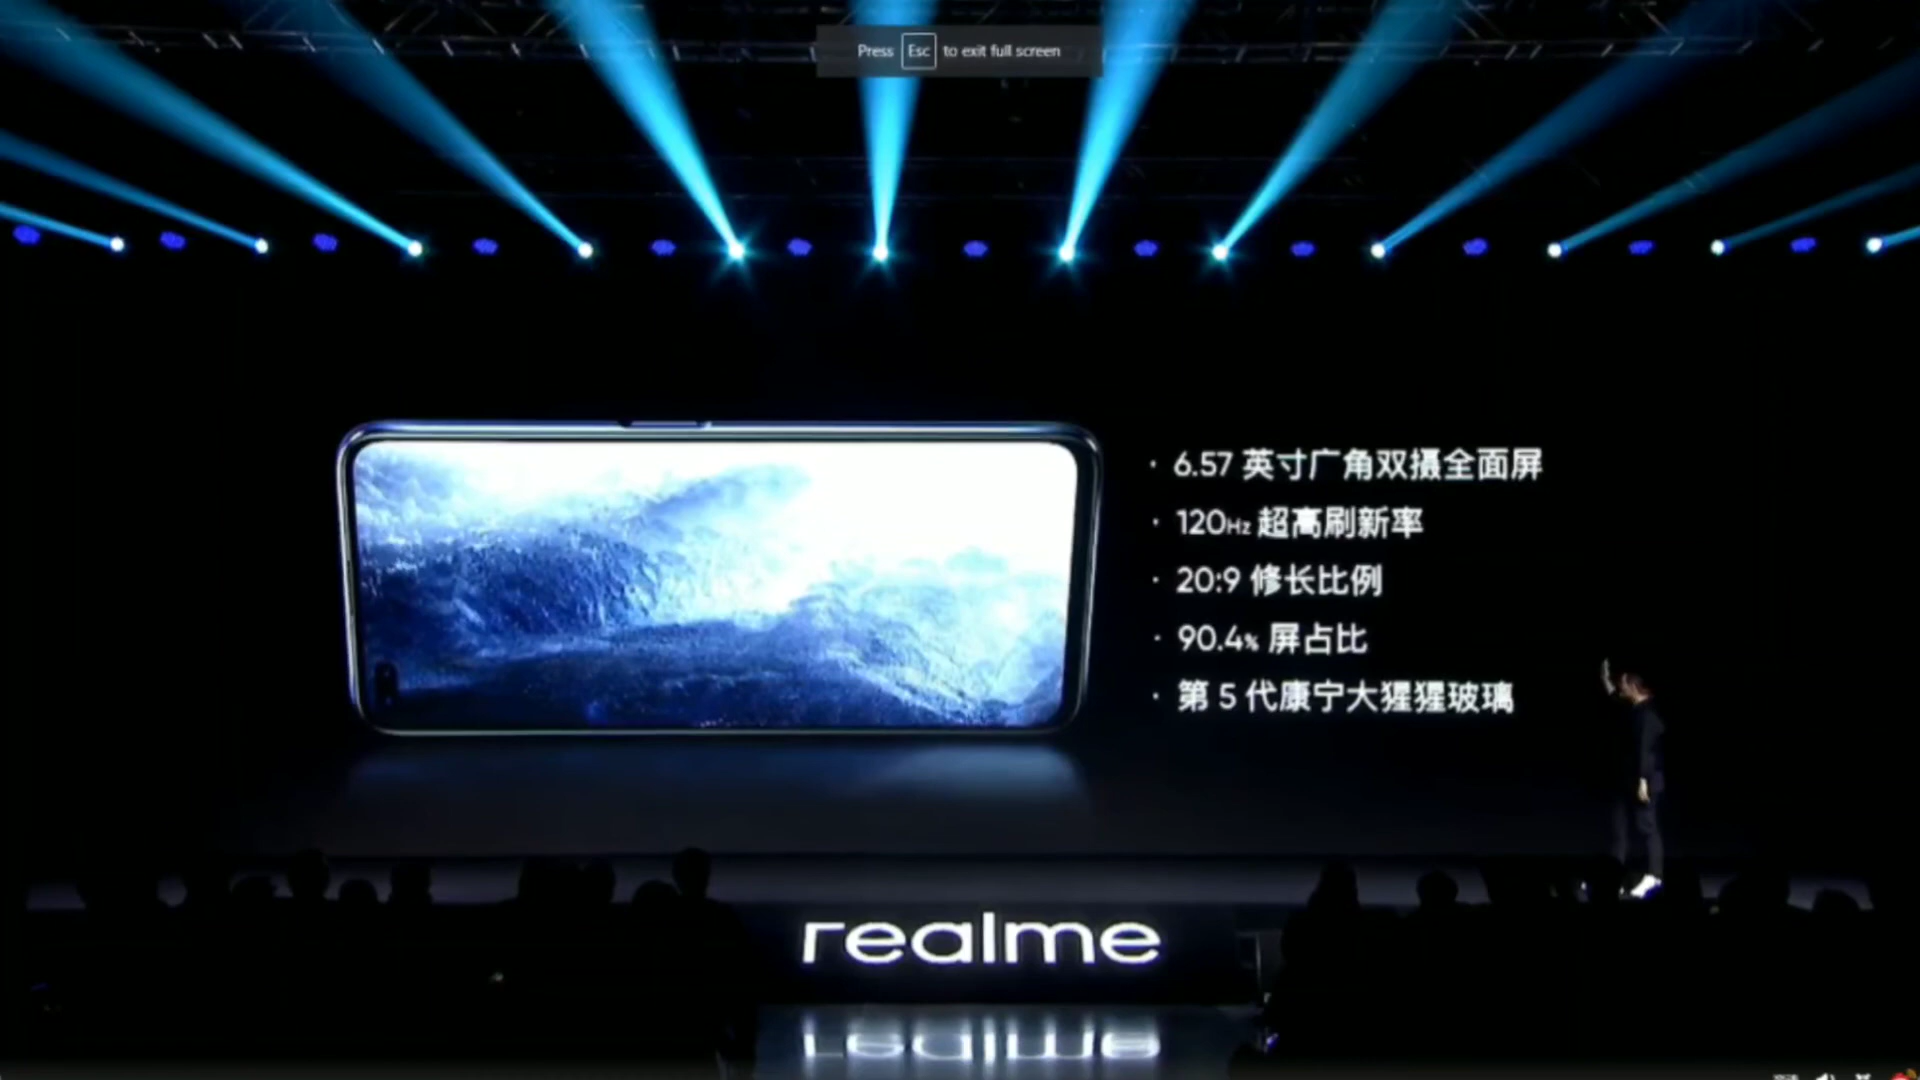 Press Esc to exit full screen
· 6.57 英寸广角双摄全面屏
· 120Hz 超高刷新率
· 20:9 修长比例
· 90.4% 屏占比
· 第 5 代康宁大猩猩玻璃
realme